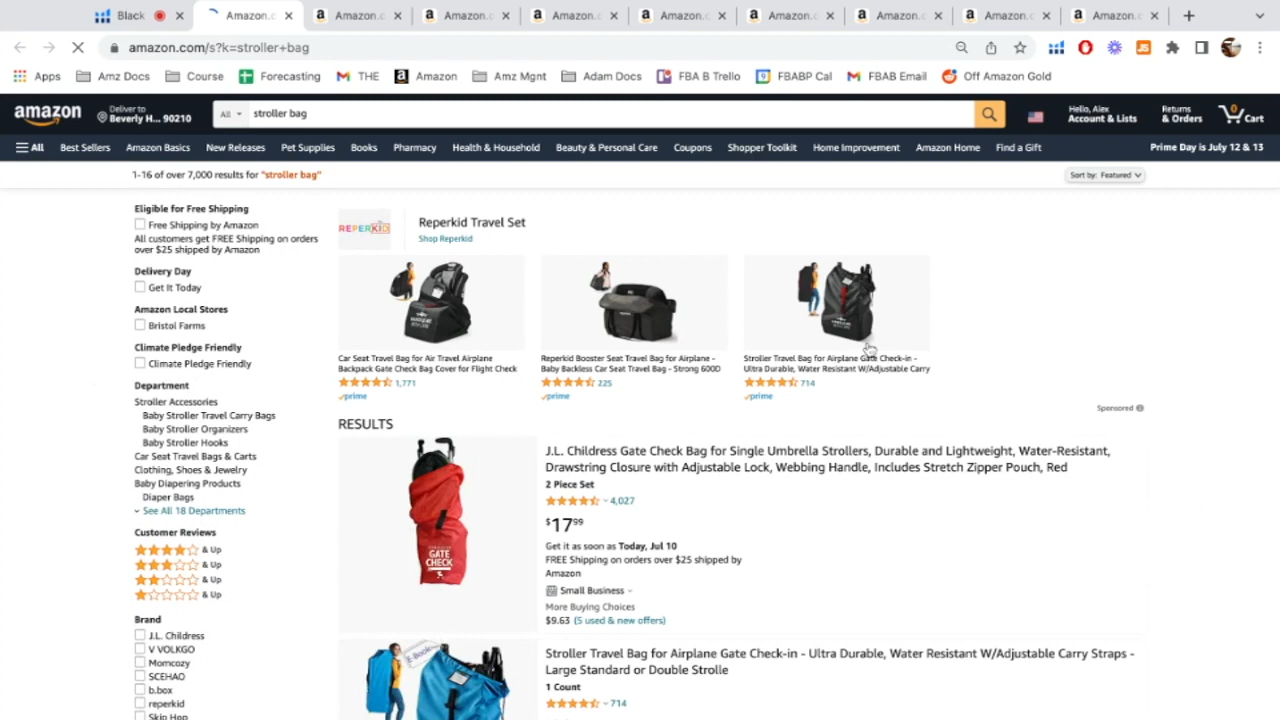 Black
Amazon.c
Amazon.c
Amazon.c
Amazon.c
Amazon.c
Amazon.c
Amazon.c
Amazon.c
Amazon.c
amazon.com/s?k=stroller+bag
Apps
Amz Docs
Course
Forecasting
THE
Amazon
Amz Mgnt
Adam Docs
FBA B Trello
FBABP Cal
FBAB Email
Off Amazon Gold
amazon
Deliver to
Beverly H... 90210
All
stroller bag
Hello, Alex
Account & Lists
Returns
& Orders
0
Cart
All
Best Sellers
Amazon Basics
New Releases
Pet Supplies
Books
Pharmacy
Health & Household
Beauty & Personal Care
Coupons
Shopper Toolkit
Home Improvement
Amazon Home
Find a Gift
Prime Day is July 12 & 13
1-16 of over 7,000 results for "stroller bag"
Sort by: Featured
Eligible for Free Shipping
Free Shipping by Amazon
All customers get FREE Shipping on orders
over $25 shipped by Amazon
Delivery Day
Get It Today
Amazon Local Stores
Bristol Farms
Climate Pledge Friendly
Climate Pledge Friendly
Department
Stroller Accessories
Baby Stroller Travel Carry Bags
Baby Stroller Organizers
Baby Stroller Hooks
Car Seat Travel Bags & Carts
Clothing, Shoes & Jewelry
Baby Diapering Products
Diaper Bags
See All 18 Departments
Customer Reviews
& Up
& Up
& Up
& Up
Brand
J.L. Childress
V VOLKGO
Momcozy
SCEHAO
b.box
reperkid
Skip Hop
REPERKID
Reperkid Travel Set
Shop Reperkid
Car Seat Travel Bag for Air Travel Airplane
Backpack Gate Check Bag Cover for Flight Check
1,771
prime
Reperkid Booster Seat Travel Bag for Airplane -
Baby Backless Car Seat Travel Bag - Strong 600D
225
prime
Stroller Travel Bag for Airplane Gate Check-in -
Ultra Durable, Water Resistant W/Adjustable Carry
714
prime
Sponsored
RESULTS
GATE
CHECK
J.L. Childress Gate Check Bag for Single Umbrella Strollers, Durable and Lightweight, Water-Resistant,
Drawstring Closure with Adjustable Lock, Webbing Handle, Includes Stretch Zipper Pouch, Red
2 Piece Set
4,027
$1799
Get it as soon as Today, Jul 10
FREE Shipping on orders over $25 shipped by
Amazon
Small Business
More Buying Choices
$9.63 (5 used & new offers)
E-Book
Stroller Travel Bag for Airplane Gate Check-in - Ultra Durable, Water Resistant W/Adjustable Carry Straps -
Large Standard or Double Strolle
1 Count
714